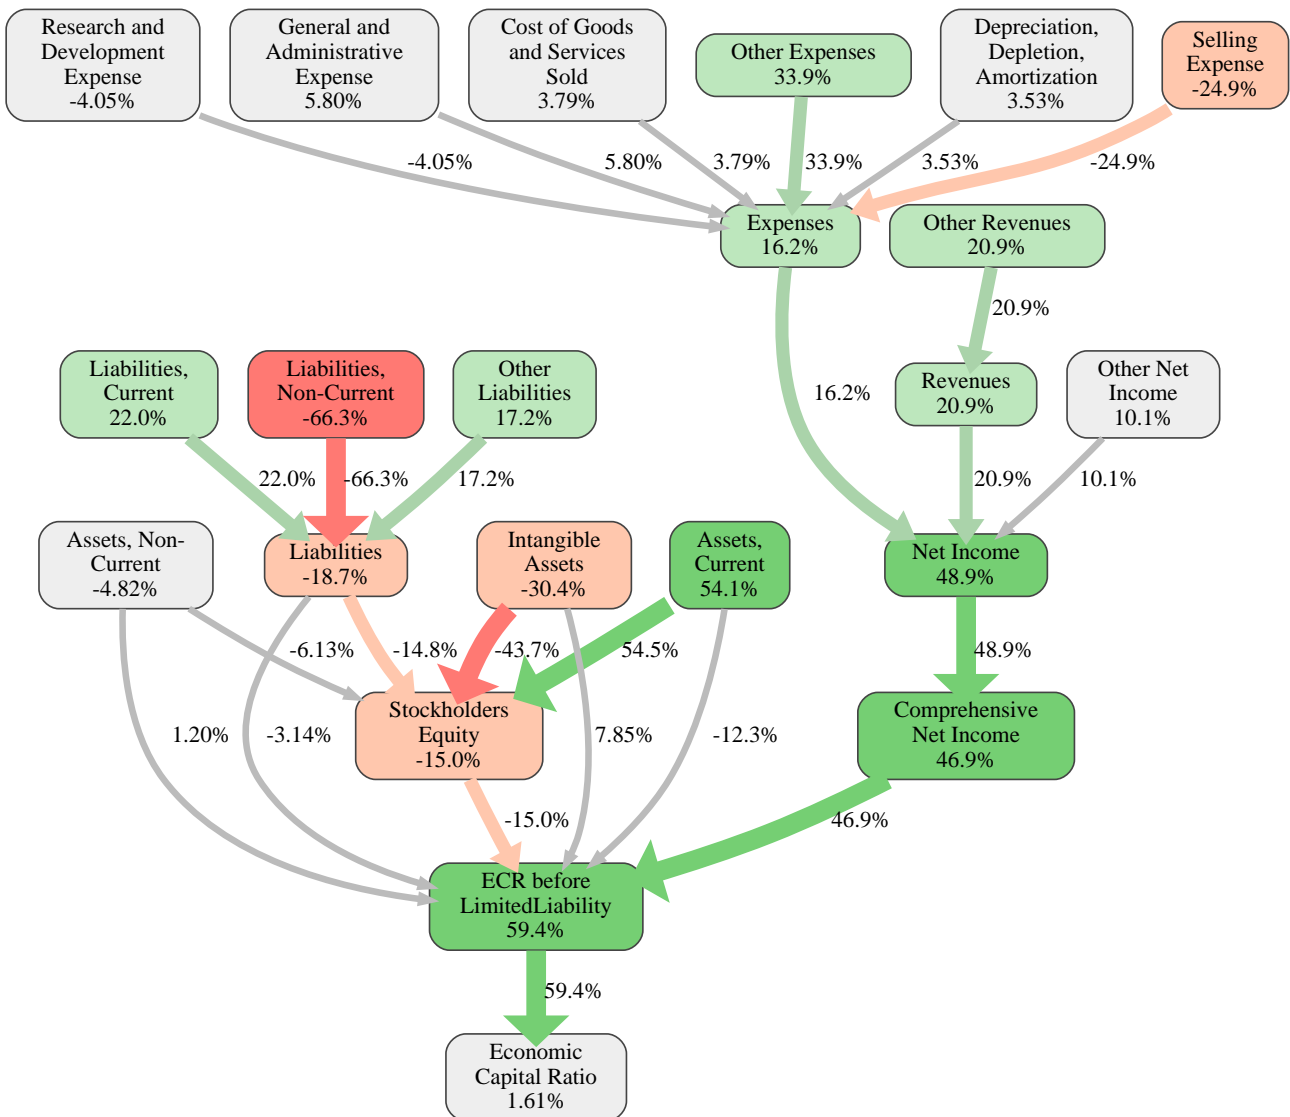 Research and
Development
Expense
-4.05%
General and
Administrative
Expense
5.80%
Cost of Goods
and Services
Sold
3.79%
Other Expenses
33.9%
Depreciation,
Depletion,
Amortization
3.53%
Selling
Expense
-24.9%
-4.05%
5.80%
3.79%
33.9%
3.53%
-24.9%
Expenses
16.2%
Other Revenues
20.9%
20.9%
Liabilities,
Current
22.0%
Liabilities,
Non-Current
-66.3%
Other
Liabilities
17.2%
16.2%
Revenues
20.9%
Other Net
Income
10.1%
22.0%
-66.3%
17.2%
20.9%
10.1%
Assets, Non-
Current
-4.82%
Liabilities
-18.7%
Intangible
Assets
-30.4%
Assets,
Current
54.1%
Net Income
48.9%
-6.13%
-14.8%
-43.7%
54.5%
48.9%
1.20%
-3.14%
Stockholders
Equity
-15.0%
7.85%
-12.3%
Comprehensive
Net Income
46.9%
-15.0%
46.9%
ECR before
LimitedLiability
59.4%
59.4%
Economic
Capital Ratio
1.61%